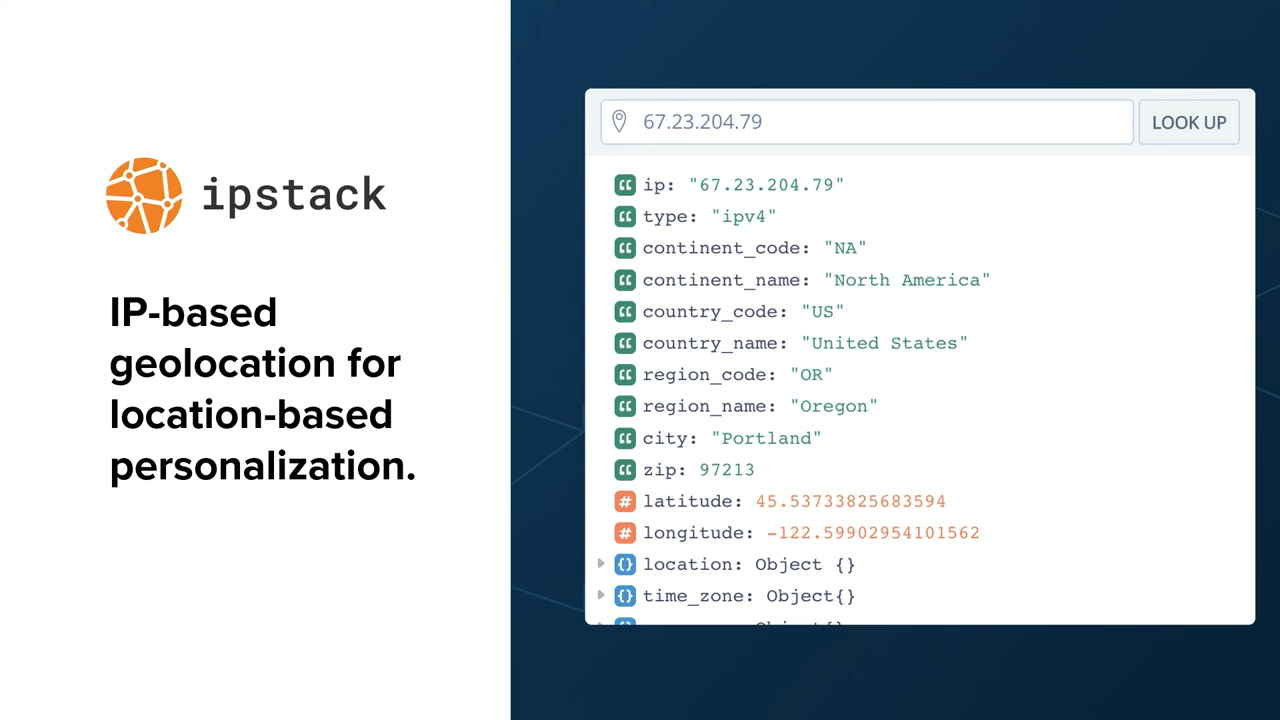 ipstack
IP-based
geolocation for
location-based
personalization.
67.23.204.79
LOOK UP
ip: "67.23.204.79"
type: "ipv4"
continent_code: "NA"
continent_name: "North America"
country_code: "US"
country_name: "United States"
region_code: "OR"
region_name: "Oregon"
city: "Portland"
zip: 97213
latitude: 45.53733825683594
longitude: -122.59902954101562
location: Object {}
time_zone: Object{}
Object{}